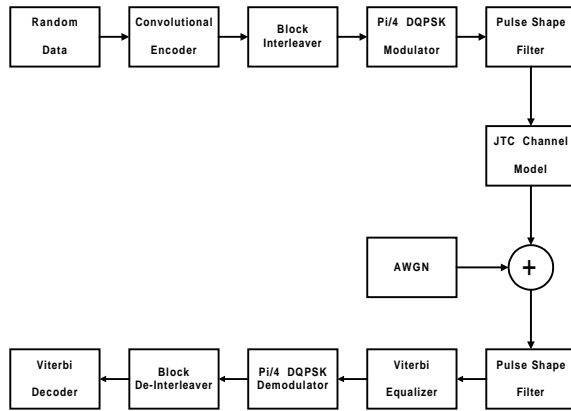 Random
Data
Convolutional
Encoder
Block
Interleaver
Pi/4 DQPSK
Modulator
Pulse Shape
Filter
JTC Channel
Model
AWGN
+
Viterbi
Decoder
Block
De-Interleaver
Pi/4 DQPSK
Demodulator
Viterbi
Equalizer
Pulse Shape
Filter